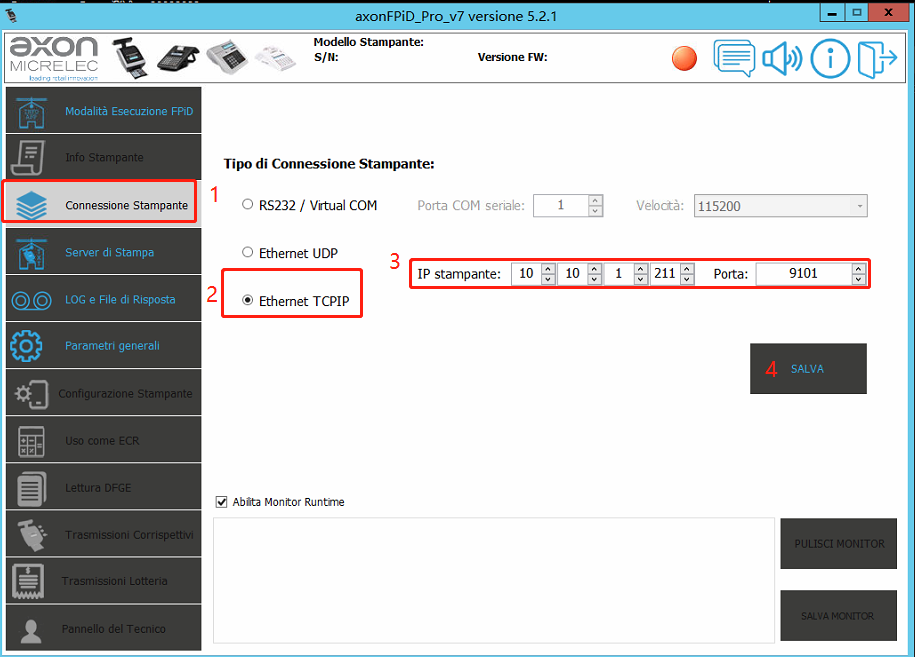 axonFPiD_Pro_v7 versione 5.2.1
axon
MICRELEC
leading retail innovation
Modello Stampante:
S/N:
Versione FW:
Modalità Esecuzione FPiD
Info Stampante
Connessione Stampante
Server di Stampa
LOG e File di Risposta
Parametri generali
Configurazione Stampante
Uso come ECR
Lettura DFGE
Trasmissioni Corrispettivi
Trasmissioni Lotteria
Pannello del Tecnico
1
Tipo di Connessione Stampante:
RS232 / Virtual COM
Porta COM seriale: 1
Velocità: 115200
Ethernet UDP
2
Ethernet TCPIP
3
IP stampante: 10 10 1 211 Porta: 9101
4 SALVA
Abilita Monitor Runtime
PULISCI MONITOR
SALVA MONITOR